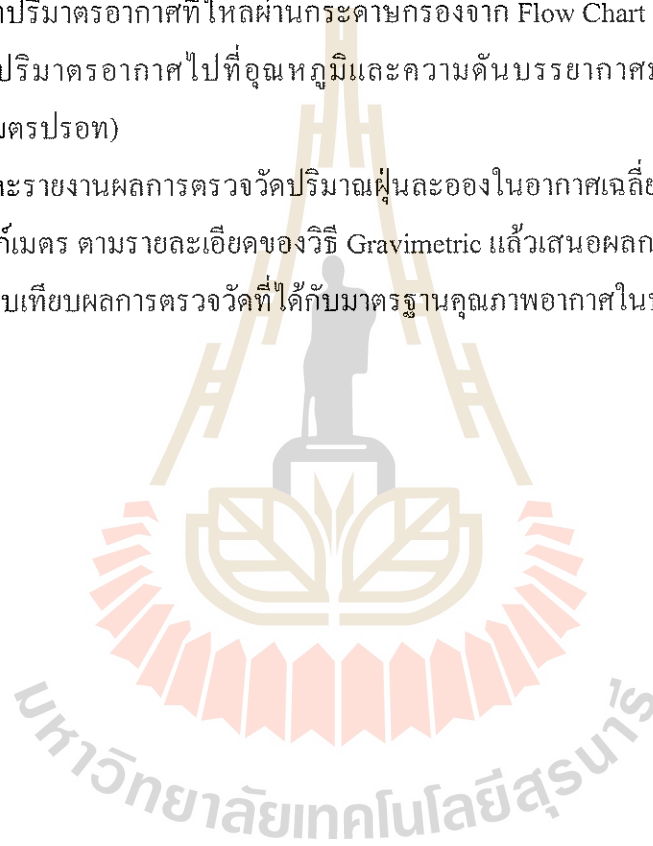 ปริมาตรอากาศที่ไหลผ่านกระดาษกรองจาก Flow Chart
ปริมาตรอากาศไปที่อุณหภูมิและความดันบรรยากาศ
เมตรปรอท)
ะรายงานผลการตรวจวัดปริมาณฝุ่นละอองในอากาศเฉลี่ย
ก์เมตร ตามรายละเอียดของวิธี Gravimetric แล้วเสนอผล
บเทียบผลการตรวจวัดที่ได้กับมาตรฐานคุณภาพอากาศใน
มหาวิทยาลัยเทคโนโลยีสุรนารี